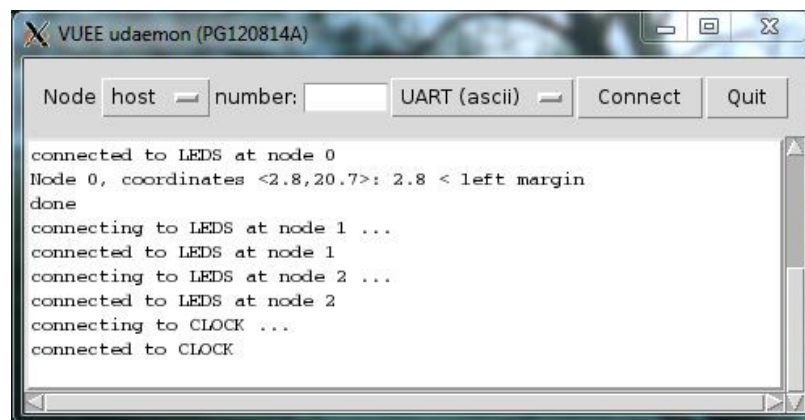 VUEE udaemon (PG120814A)
Node host number: UART (ascii) Connect Quit
connected to LEDS at node 0
Node 0, coordinates <2.8,20.7>: 2.8 < left margin
done
connecting to LEDS at node 1 ...
connected to LEDS at node 1
connecting to LEDS at node 2 ...
connected to LEDS at node 2
connecting to CLOCK ...
connected to CLOCK